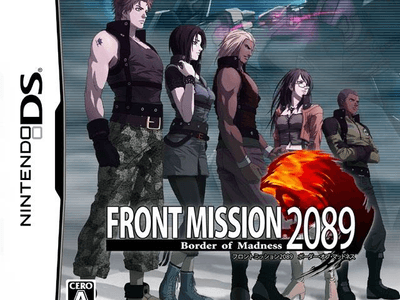 NINTENDO DS
FRONT MISSION 2089
Border of Madness
フロントミッション2089 ボーダー・オブ・マッドネス
CERO
A